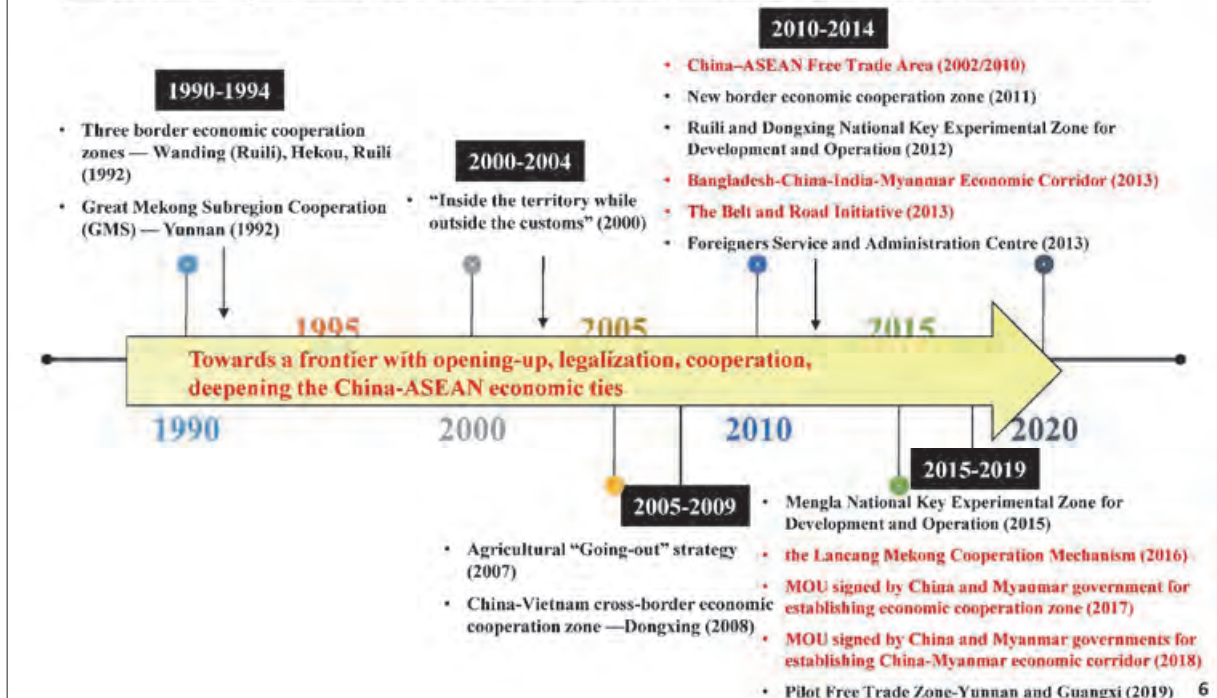 2010-2014
• China–ASEAN Free Trade Area (2002/2010)
• New border economic cooperation zone (2011)
• Ruili and Dongxing National Key Experimental Zone for
Development and Operation (2012)
• Bangladesh-China-India-Myanmar Economic Corridor (2013)
• The Belt and Road Initiative (2013)
• Foreigners Service and Administration Centre (2013)
1990-1994
• Three border economic cooperation
zones — Wanding (Ruili), Hekou, Ruili
(1992)
• Great Mekong Subregion Cooperation
(GMS) — Yunnan (1992)
2000-2004
• “Inside the territory while
outside the customs” (2000)
1995
2005
2015
Towards a frontier with opening-up, legalization, cooperation,
deepening the China-ASEAN economic ties
1990
2000
2010
2020
2005-2009
• Agricultural “Going-out” strategy
(2007)
• China-Vietnam cross-border economic
cooperation zone —Dongxing (2008)
2015-2019
• Mengla National Key Experimental Zone for
Development and Operation (2015)
• the Lancang Mekong Cooperation Mechanism (2016)
• MOU signed by China and Myanmar government for
establishing economic cooperation zone (2017)
• MOU signed by China and Myanmar governments for
establishing China-Myanmar economic corridor (2018)
• Pilot Free Trade Zone-Yunnan and Guangxi (2019)
6